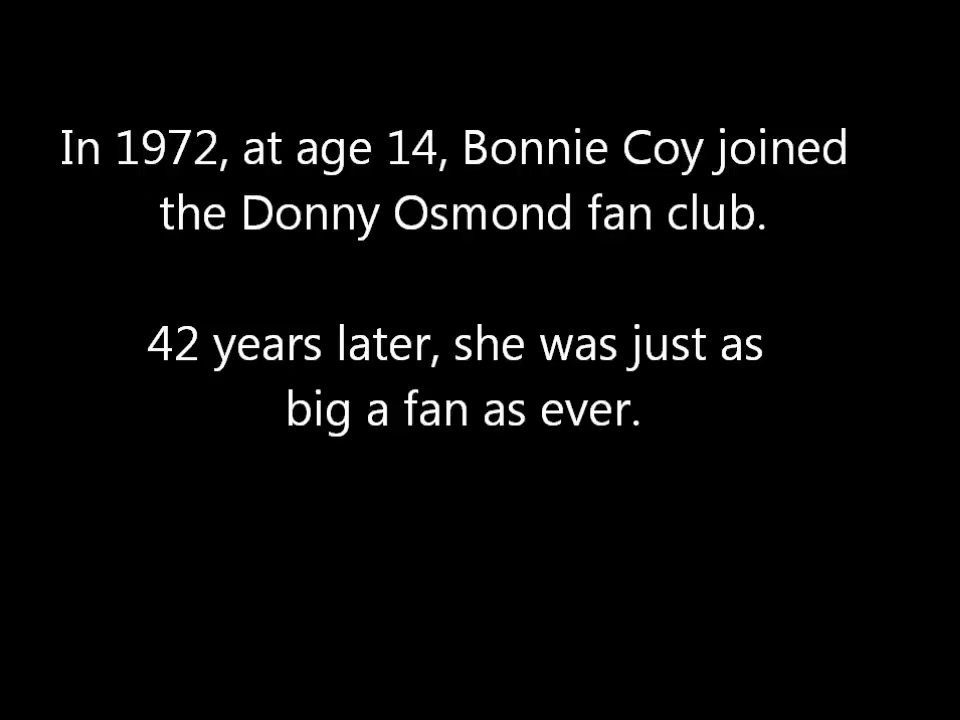 In 1972, at age 14, Bonnie Coy joined
the Donny Osmond fan club.
42 years later, she was just as
big a fan as ever.